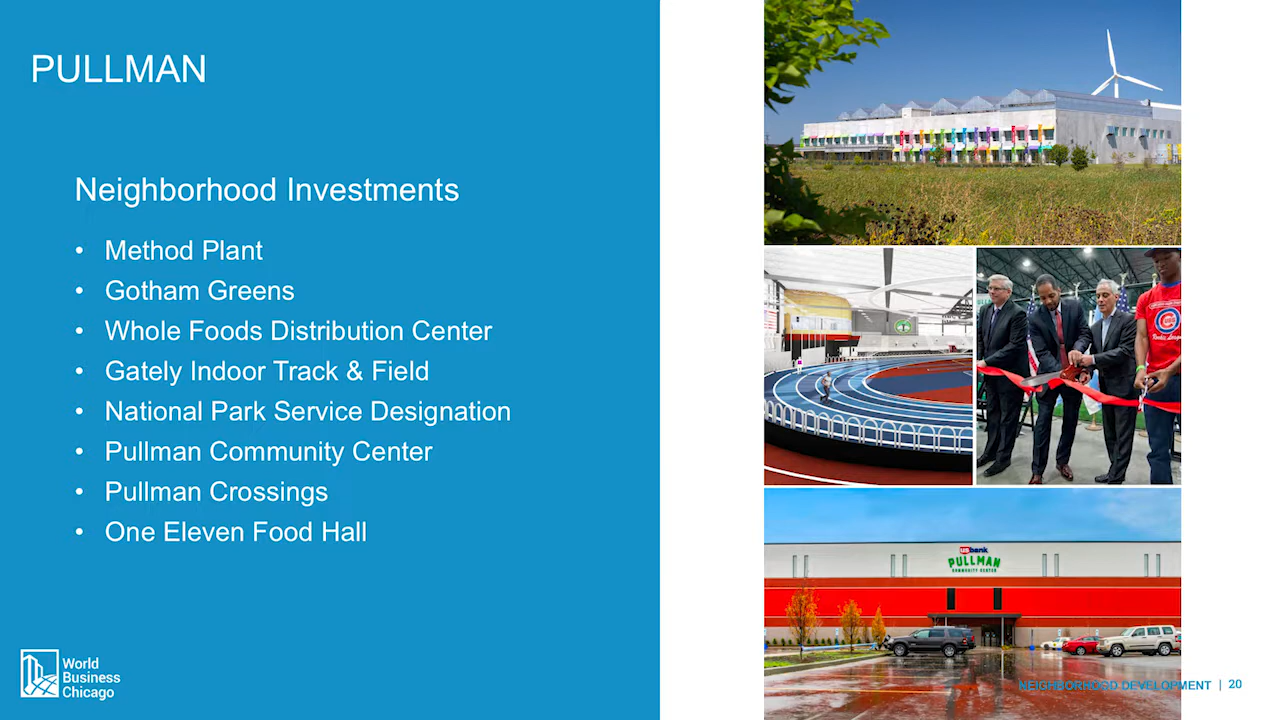 PULLMAN
Neighborhood Investments
• Method Plant
• Gotham Greens
• Whole Foods Distribution Center
• Gately Indoor Track & Field
• National Park Service Designation
• Pullman Community Center
• Pullman Crossings
• One Eleven Food Hall
World
Business
Chicago
usbank
PULLMAN
COMMUNITY CENTER
NEIGHBORHOOD DEVELOPMENT | 20